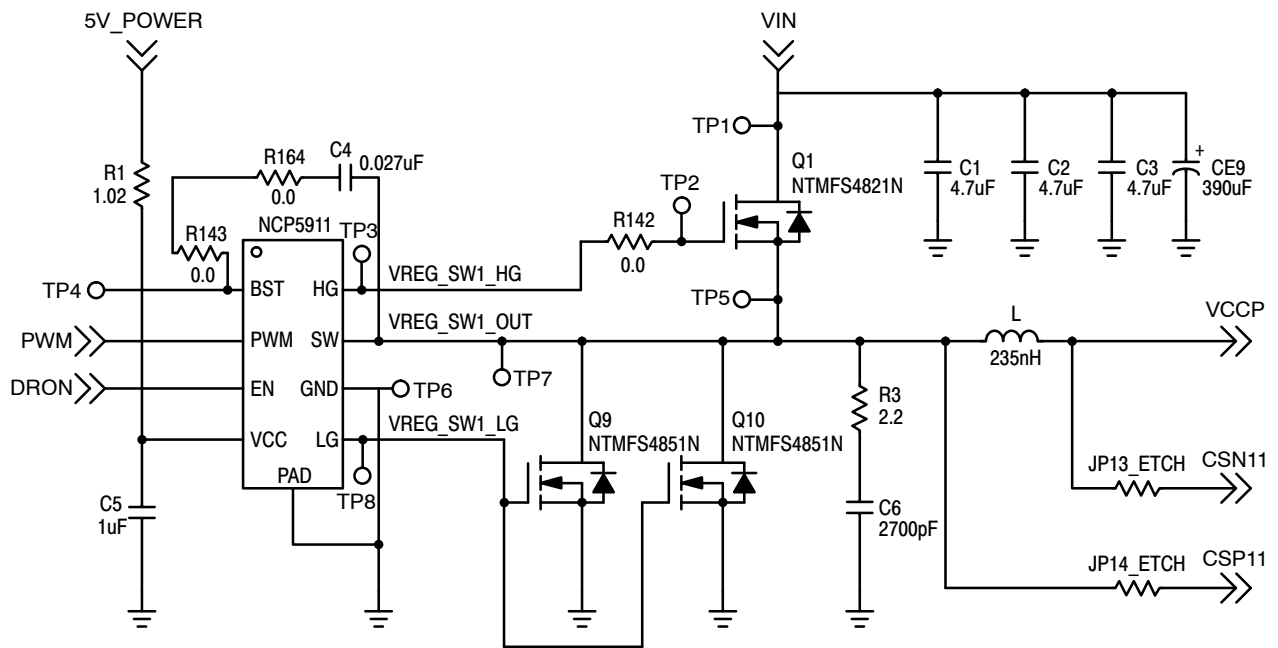 5V_POWER
VIN
TP1
R1
1.02
R164
0.0
C4
0.027uF
Q1
NTMFS4821N
C1
4.7uF
C2
4.7uF
C3
4.7uF
+
CE9
390uF
TP2
R143
0.0
NCP5911
TP3
R142
0.0
TP4
BST
HG
VREG_SW1_HG
TP5
PWM
PWM
SW
VREG_SW1_OUT
L
235nH
VCCP
DRON
EN
GND
TP6
TP7
R3
2.2
VCC
LG
VREG_SW1_LG
Q9
NTMFS4851N
Q10
NTMFS4851N
PAD
TP8
C5
1uF
C6
2700pF
JP13_ETCH
CSN11
JP14_ETCH
CSP11